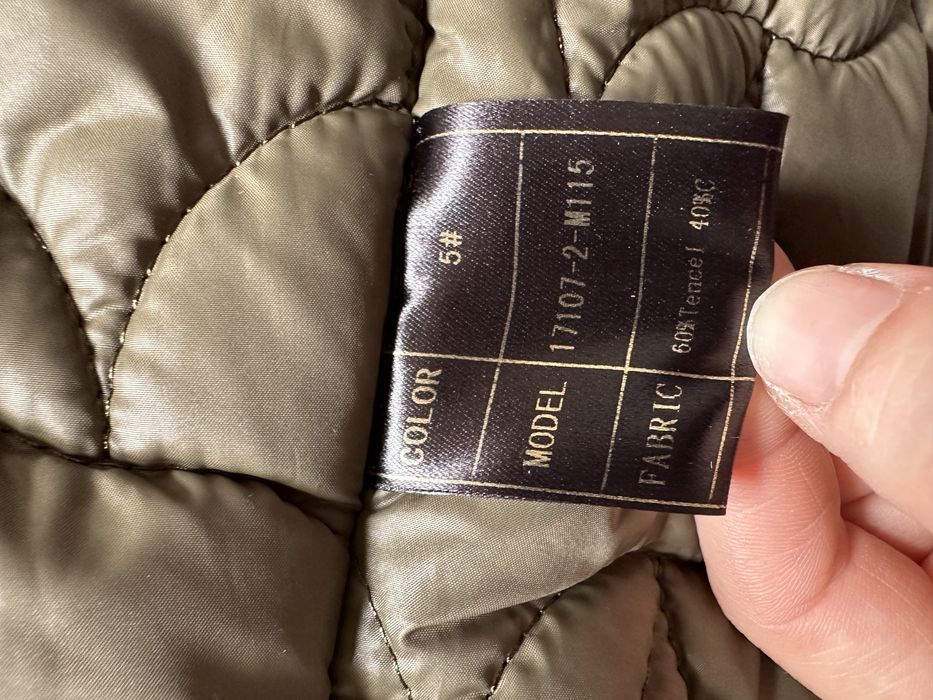 COLOR 5#
MODEL 17107-2-M115
FABRIC 60%Tencel 40%C